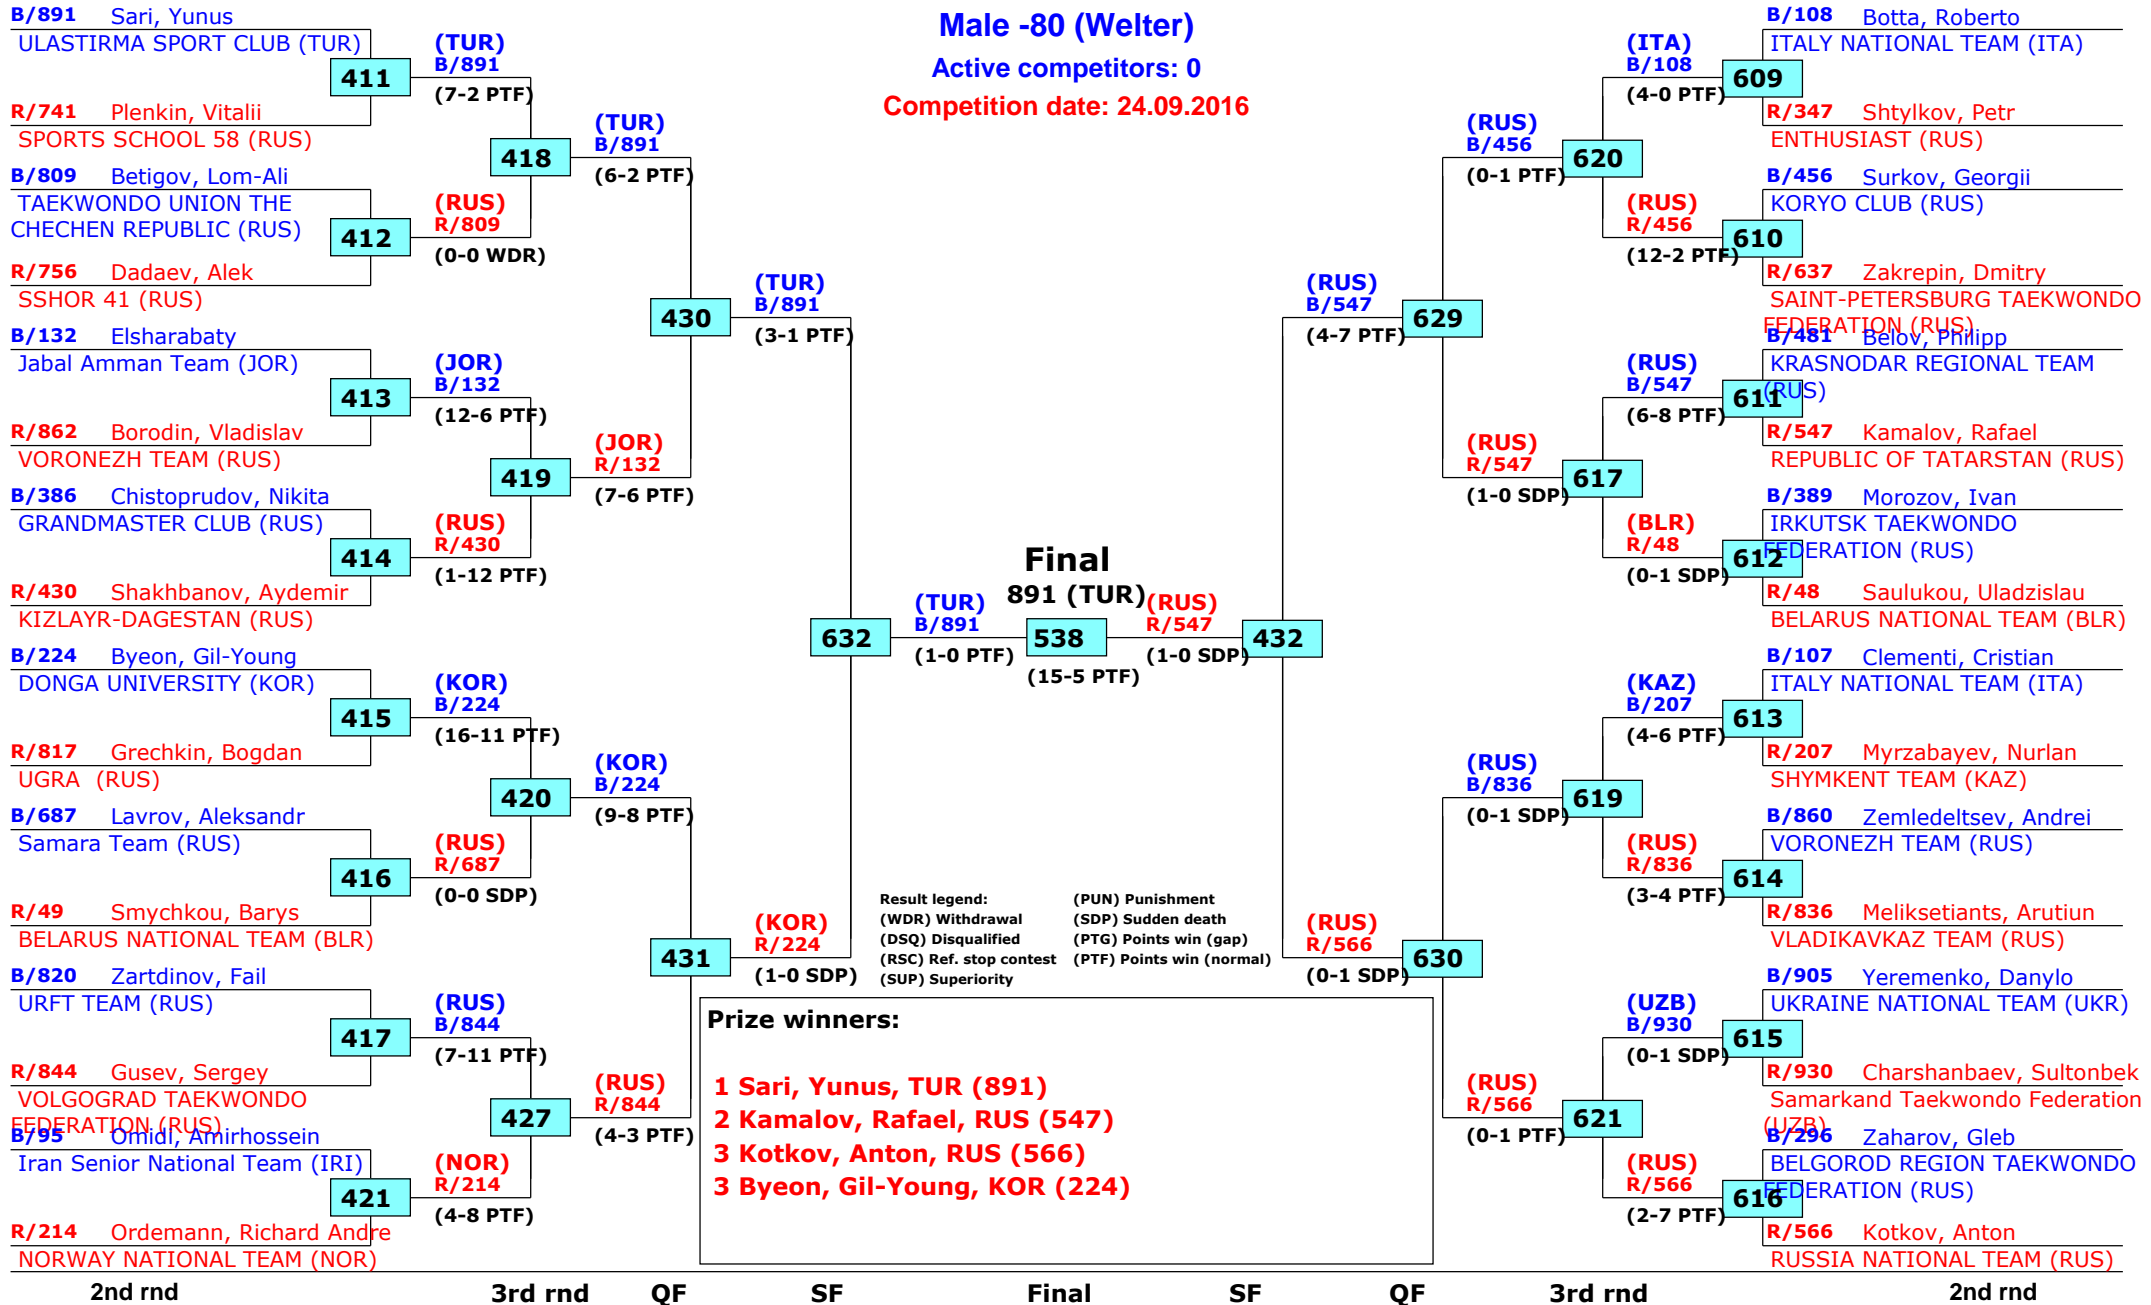 Male -80 (Welter)
Active competitors: 0
Competition date: 24.09.2016
B/891 Sari, Yunus
ULASTIRMA SPORT CLUB (TUR)
411
R/741 Plenkin, Vitalii
SPORTS SCHOOL 58 (RUS)
B/809 Betigov, Lom-Ali
TAEKWONDO UNION THE
CHECHEN REPUBLIC (RUS)
412
R/756 Dadaev, Alek
SSHOR 41 (RUS)
B/132 Elsharabaty
Jabal Amman Team (JOR)
413
R/862 Borodin, Vladislav
VORONEZH TEAM (RUS)
B/386 Chistoprudov, Nikita
GRANDMASTER CLUB (RUS)
414
R/430 Shakhbanov, Aydemir
KIZLAYR-DAGESTAN (RUS)
B/224 Byeon, Gil-Young
DONGA UNIVERSITY (KOR)
415
R/817 Grechkin, Bogdan
UGRA (RUS)
B/687 Lavrov, Aleksandr
Samara Team (RUS)
416
R/49 Smychkou, Barys
BELARUS NATIONAL TEAM (BLR)
B/820 Zartdinov, Fail
URFT TEAM (RUS)
417
R/844 Gusev, Sergey
VOLGOGRAD TAEKWONDO
FEDERATION (RUS)
B/95 Omidi, Amirhossein
Iran Senior National Team (IRI)
421
R/214 Ordemann, Richard Andre
NORWAY NATIONAL TEAM (NOR)
(TUR)
B/891
(7-2 PTF)
418
(RUS)
R/809
(0-0 WDR)
(JOR)
B/132
(12-6 PTF)
419
(RUS)
R/430
(1-12 PTF)
(KOR)
B/224
(16-11 PTF)
420
(RUS)
R/687
(0-0 SDP)
(RUS)
B/844
(7-11 PTF)
427
(NOR)
R/214
(4-8 PTF)
(TUR)
B/891
(6-2 PTF)
430
(JOR)
R/132
(7-6 PTF)
(KOR)
B/224
(9-8 PTF)
431
(RUS)
R/844
(4-3 PTF)
(TUR)
B/891
(3-1 PTF)
632
(KOR)
R/224
(1-0 SDP)
(TUR)
B/891
(1-0 PTF)
Final
891 (TUR)
538
(15-5 PTF)
(RUS)
R/547
(1-0 SDP)
432
(RUS)
B/547
(4-7 PTF)
629
(RUS)
R/566
(0-1 SDP)
630
(RUS)
B/456
(0-1 PTF)
620
(RUS)
R/547
(1-0 SDP)
617
(RUS)
B/836
(0-1 SDP)
619
(RUS)
R/566
(0-1 PTF)
621
(ITA)
B/108
(4-0 PTF)
(RUS)
R/456
(12-2 PTF)
(RUS)
B/547
(6-8 PTF)
(BLR)
R/48
(0-1 SDP)
(KAZ)
B/207
(4-6 PTF)
(RUS)
R/836
(3-4 PTF)
(UZB)
B/930
(0-1 SDP)
(RUS)
R/566
(2-7 PTF)
B/108 Botta, Roberto
ITALY NATIONAL TEAM (ITA)
609
R/347 Shtylkov, Petr
ENTHUSIAST (RUS)
B/456 Surkov, Georgii
KORYO CLUB (RUS)
610
R/637 Zakrepin, Dmitry
SAINT-PETERSBURG TAEKWONDO
FEDERATION (RUS)
B/481 Belov, Philipp
KRASNODAR REGIONAL TEAM
(RUS)
611
R/547 Kamalov, Rafael
REPUBLIC OF TATARSTAN (RUS)
B/389 Morozov, Ivan
IRKUTSK TAEKWONDO
FEDERATION (RUS)
612
R/48 Saulukou, Uladzislau
BELARUS NATIONAL TEAM (BLR)
B/107 Clementi, Cristian
ITALY NATIONAL TEAM (ITA)
613
R/207 Myrzabayev, Nurlan
SHYMKENT TEAM (KAZ)
B/860 Zemledeltsev, Andrei
VORONEZH TEAM (RUS)
614
R/836 Meliksetiants, Arutiun
VLADIKAVKAZ TEAM (RUS)
B/905 Yeremenko, Danylo
UKRAINE NATIONAL TEAM (UKR)
615
R/930 Charshanbaev, Sultonbek
Samarkand Taekwondo Federation
(UZB)
B/296 Zaharov, Gleb
BELGOROD REGION TAEKWONDO
FEDERATION (RUS)
616
R/566 Kotkov, Anton
RUSSIA NATIONAL TEAM (RUS)
Result legend:
(WDR) Withdrawal
(DSQ) Disqualified
(RSC) Ref. stop contest
(SUP) Superiority
(PUN) Punishment
(SDP) Sudden death
(PTG) Points win (gap)
(PTF) Points win (normal)
Prize winners:
1 Sari, Yunus, TUR (891)
2 Kamalov, Rafael, RUS (547)
3 Kotkov, Anton, RUS (566)
3 Byeon, Gil-Young, KOR (224)
2nd rnd 3rd rnd QF SF Final SF QF 3rd rnd 2nd rnd